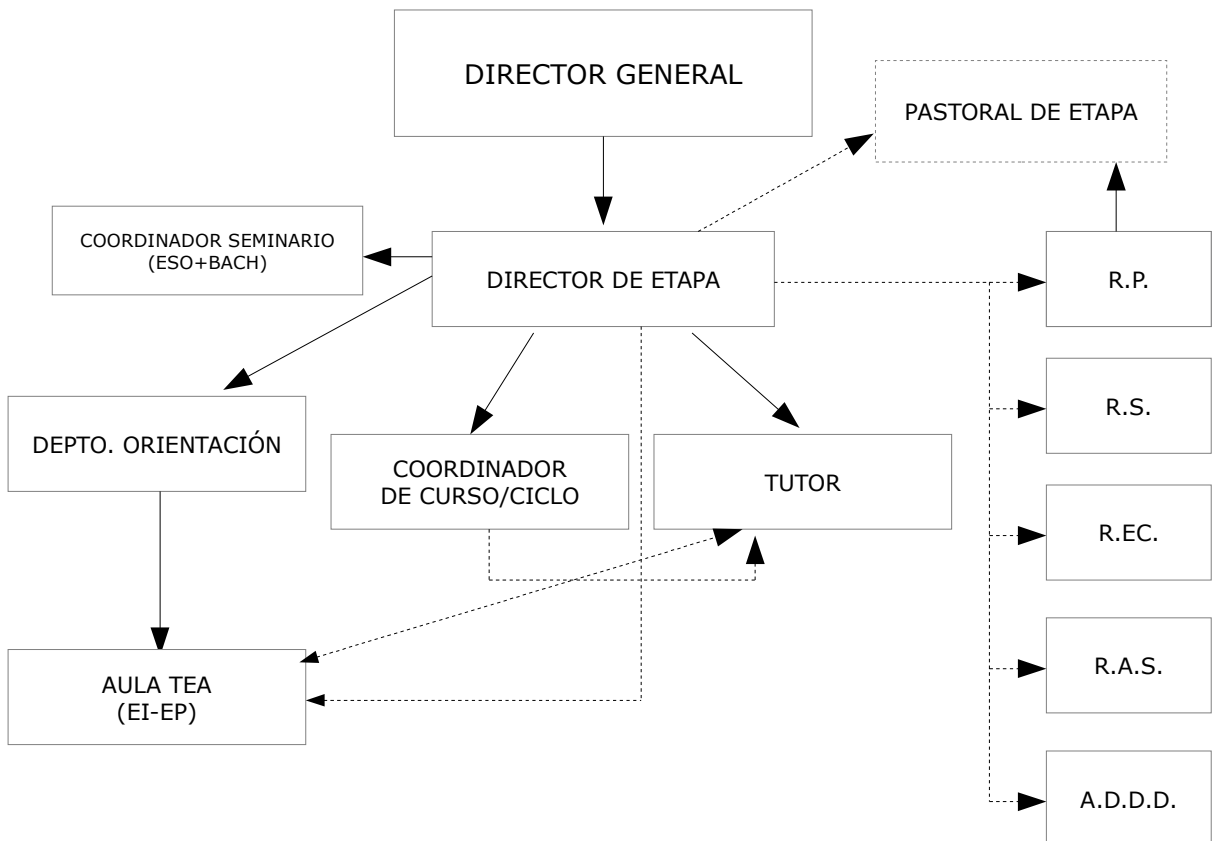 DIRECTOR GENERAL
PASTORAL DE ETAPA
COORDINADOR SEMINARIO
(ESO+BACH)
DIRECTOR DE ETAPA
R.P.
R.S.
DEPTO. ORIENTACIÓN
COORDINADOR
DE CURSO/CICLO
TUTOR
R.EC.
AULA TEA
(EI-EP)
R.A.S.
A.D.D.D.